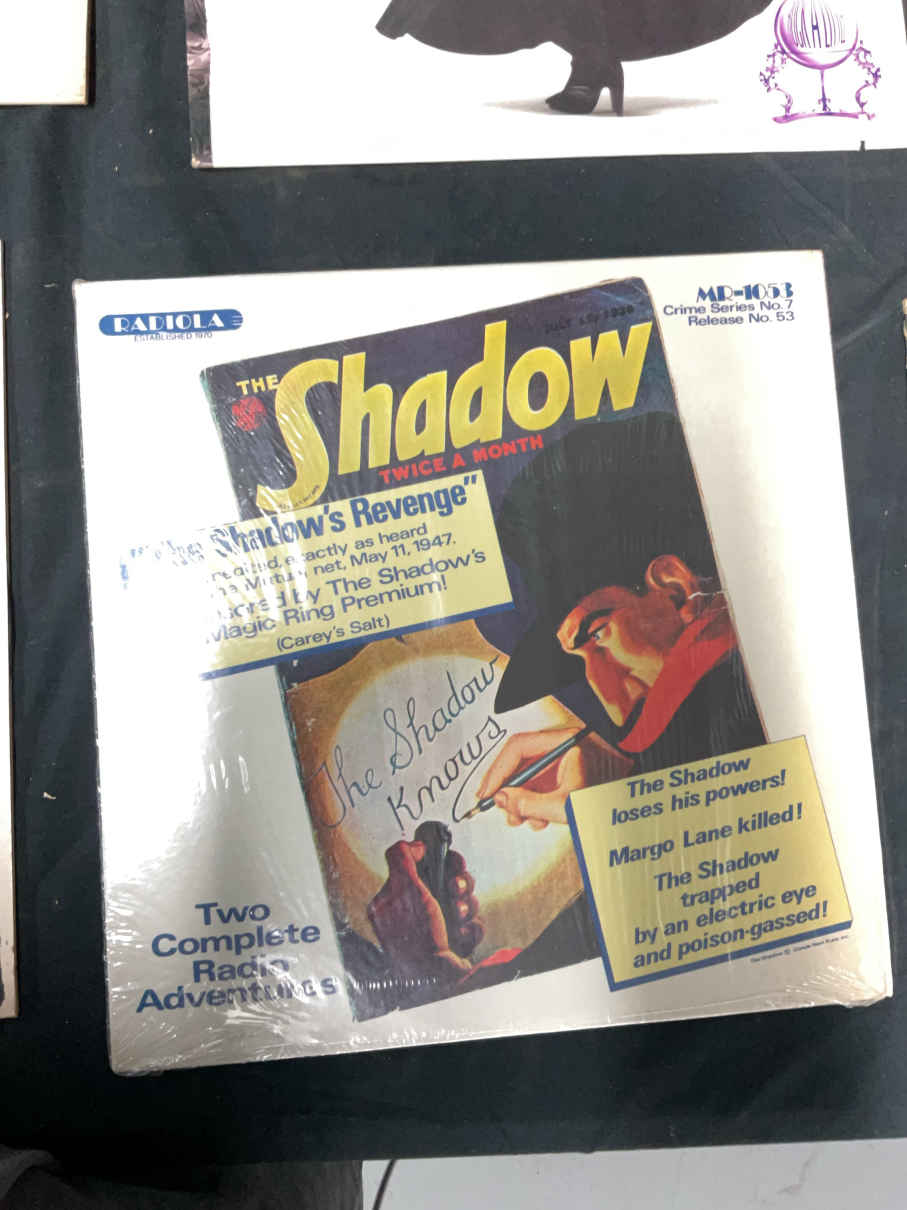 RADIOLA
ESTABLISHED 1970
MR-1053
Crime Series No. 7
Release No. 53
THE
Shadow
TWICE A MONTH
"The Shadow's Revenge"
exactly as heard
net, May 11, 1947.
by The Shadow's
Magic Ring Premium!
(Carey's Salt)
The Shadow
Knows
The Shadow
loses his powers!
Margo Lane killed!
The Shadow
trapped
by an electric eye
and poison-gassed!
Two
Complete
Radio
Adventures